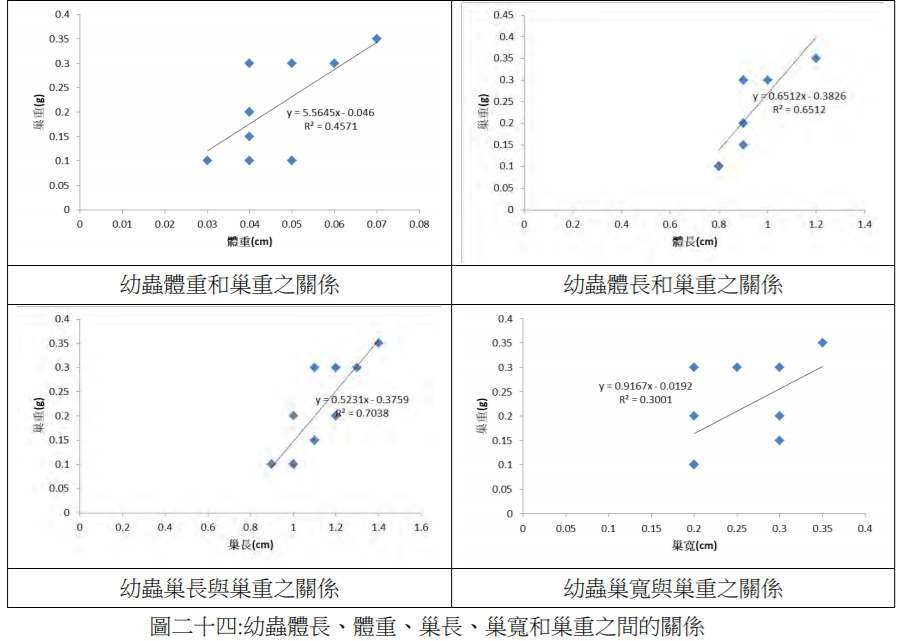 0.4
0.35
0.3
0.25
0.2
0.15
0.1
0.05
0
巢重(g)
y = 5.5645x - 0.046
R² = 0.4571
0 0.01 0.02 0.03 0.04 0.05 0.06 0.07 0.08
體重(cm)
幼蟲體重和巢重之關係
0.45
0.4
0.35
0.3
0.25
0.2
0.15
0.1
0.05
0
巢重(g)
y = 0.6512x - 0.3826
R² = 0.6512
0 0.2 0.4 0.6 0.8 1 1.2 1.4
體長(cm)
幼蟲體長和巢重之關係
0.4
0.35
0.3
0.25
0.2
0.15
0.1
0.05
0
巢重(g)
y = 0.5231x - 0.3759
R² = 0.7038
0 0.2 0.4 0.6 0.8 1 1.2 1.4 1.6
巢長(cm)
幼蟲巢長與巢重之關係
0.4
0.35
0.3
0.25
0.2
0.15
0.1
0.05
0
巢重(g)
y = 0.9167x - 0.0192
R² = 0.3001
0 0.05 0.1 0.15 0.2 0.25 0.3 0.35 0.4
巢寬(cm)
幼蟲巢寬與巢重之關係
圖二十四:幼蟲體長、體重、巢長、巢寬和巢重之間的關係